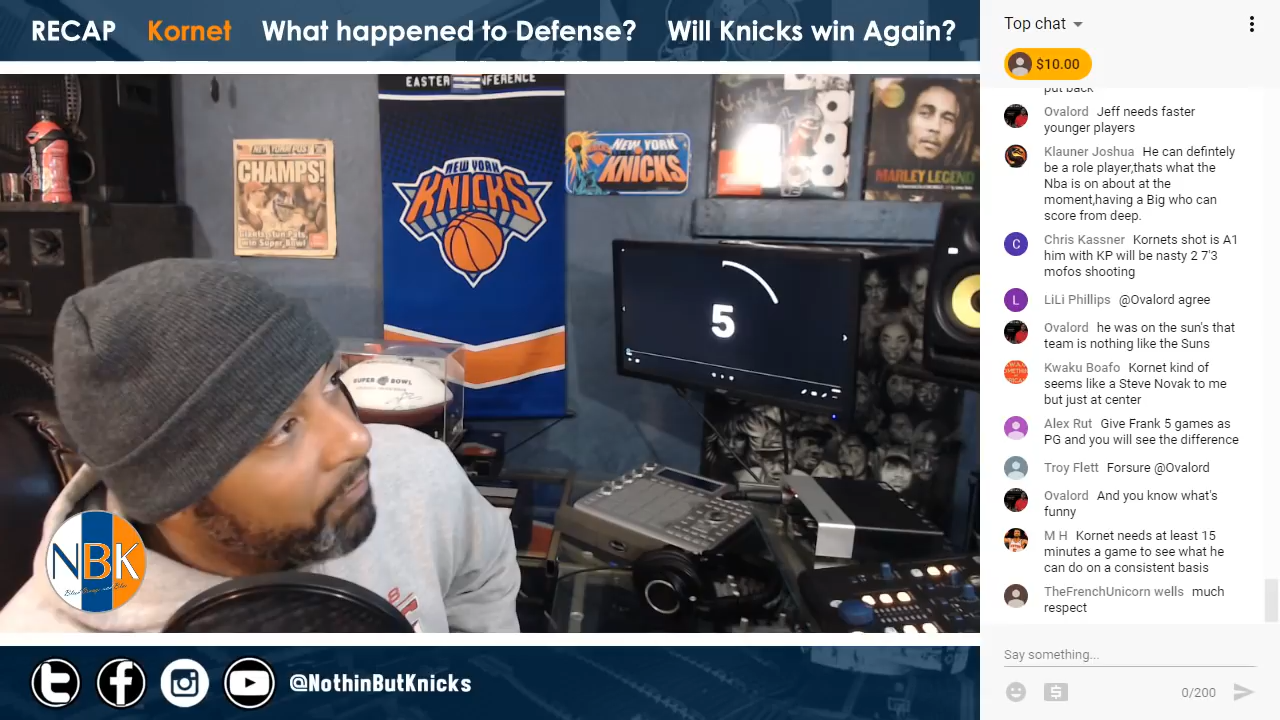 RECAP Kornet What happened to Defense? Will Knicks win Again?
Top chat
$10.00
put back
Ovalord Jeff needs faster
younger players
Klauner Joshua He can defintely
be a role player,thats what the
Nba is on about at the
moment,having a Big who can
score from deep.
Chris Kassner Kornets shot is A1
him with KP will be nasty 2 7'3
mofos shooting
LiLi Phillips @Ovalord agree
Ovalord he was on the sun's that
team is nothing like the Suns
Kwaku Boafo Kornet kind of
seems like a Steve Novak to me
but just at center
Alex Rut Give Frank 5 games as
PG and you will see the difference
Troy Flett Forsure @Ovalord
Ovalord And you know what's
funny
M H Kornet needs at least 15
minutes a game to see what he
can do on a consistent basis
TheFrenchUnicorn wells much
respect
Say something...
0/200
NEW YORK POST
CHAMPS!
NEW YORK
KNICKS
NEW YORK
KNICKS
MARLEY LEGEND
5
SUPER BOWL
NBK
@NothinButKnicks